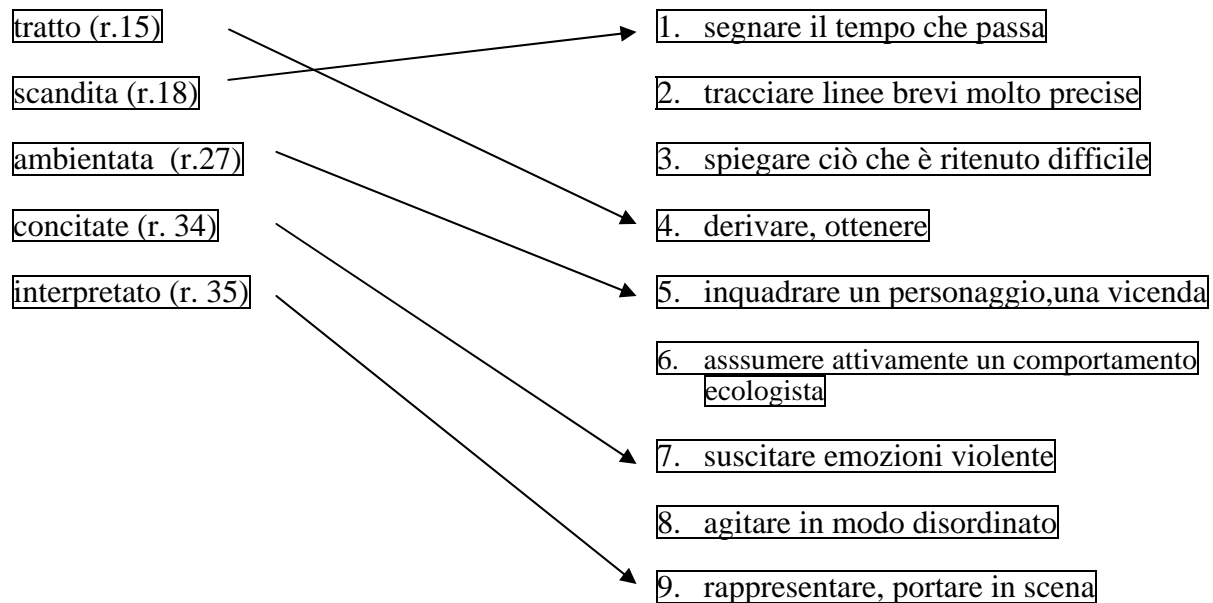 tratto (r.15)
scandita (r.18)
ambientata (r.27)
concitate (r. 34)
interpretato (r. 35)
1. segnare il tempo che passa
2. tracciare linee brevi molto precise
3. spiegare ciò che è ritenuto difficile
4. derivare, ottenere
5. inquadrare un personaggio,una vicenda
6. asssumere attivamente un comportamento
ecologista
7. suscitare emozioni violente
8. agitare in modo disordinato
9. rappresentare, portare in scena